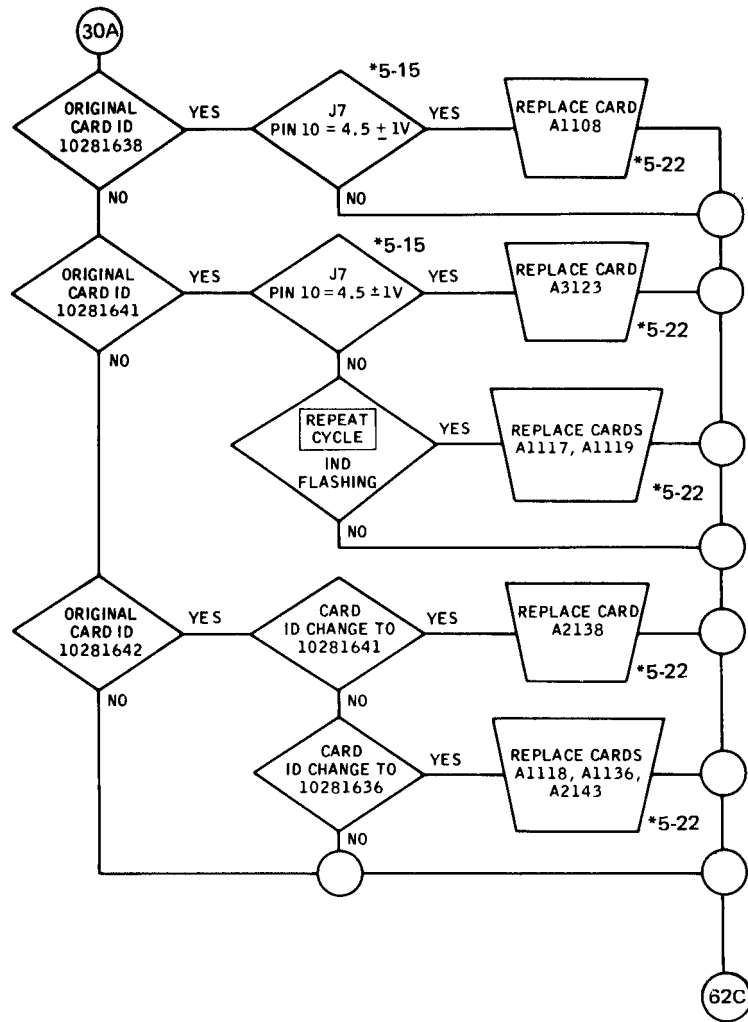 30A
*5-15
ORIGINAL
CARD ID
10281638
YES
J7
PIN 10 = 4.5 ± 1V
YES
REPLACE CARD
A1108
*5-22
NO
NO
*5-15
ORIGINAL
CARD ID
10281641
YES
J7
PIN 10 = 4.5 ± 1V
YES
REPLACE CARD
A3123
*5-22
NO
NO
REPEAT
CYCLE
IND
FLASHING
YES
REPLACE CARDS
A1117, A1119
*5-22
NO
ORIGINAL
CARD ID
10281642
YES
CARD
ID CHANGE TO
10281641
YES
REPLACE CARD
A2138
*5-22
NO
NO
CARD
ID CHANGE TO
10281636
YES
REPLACE CARDS
A1118, A1136,
A2143
*5-22
NO
62C